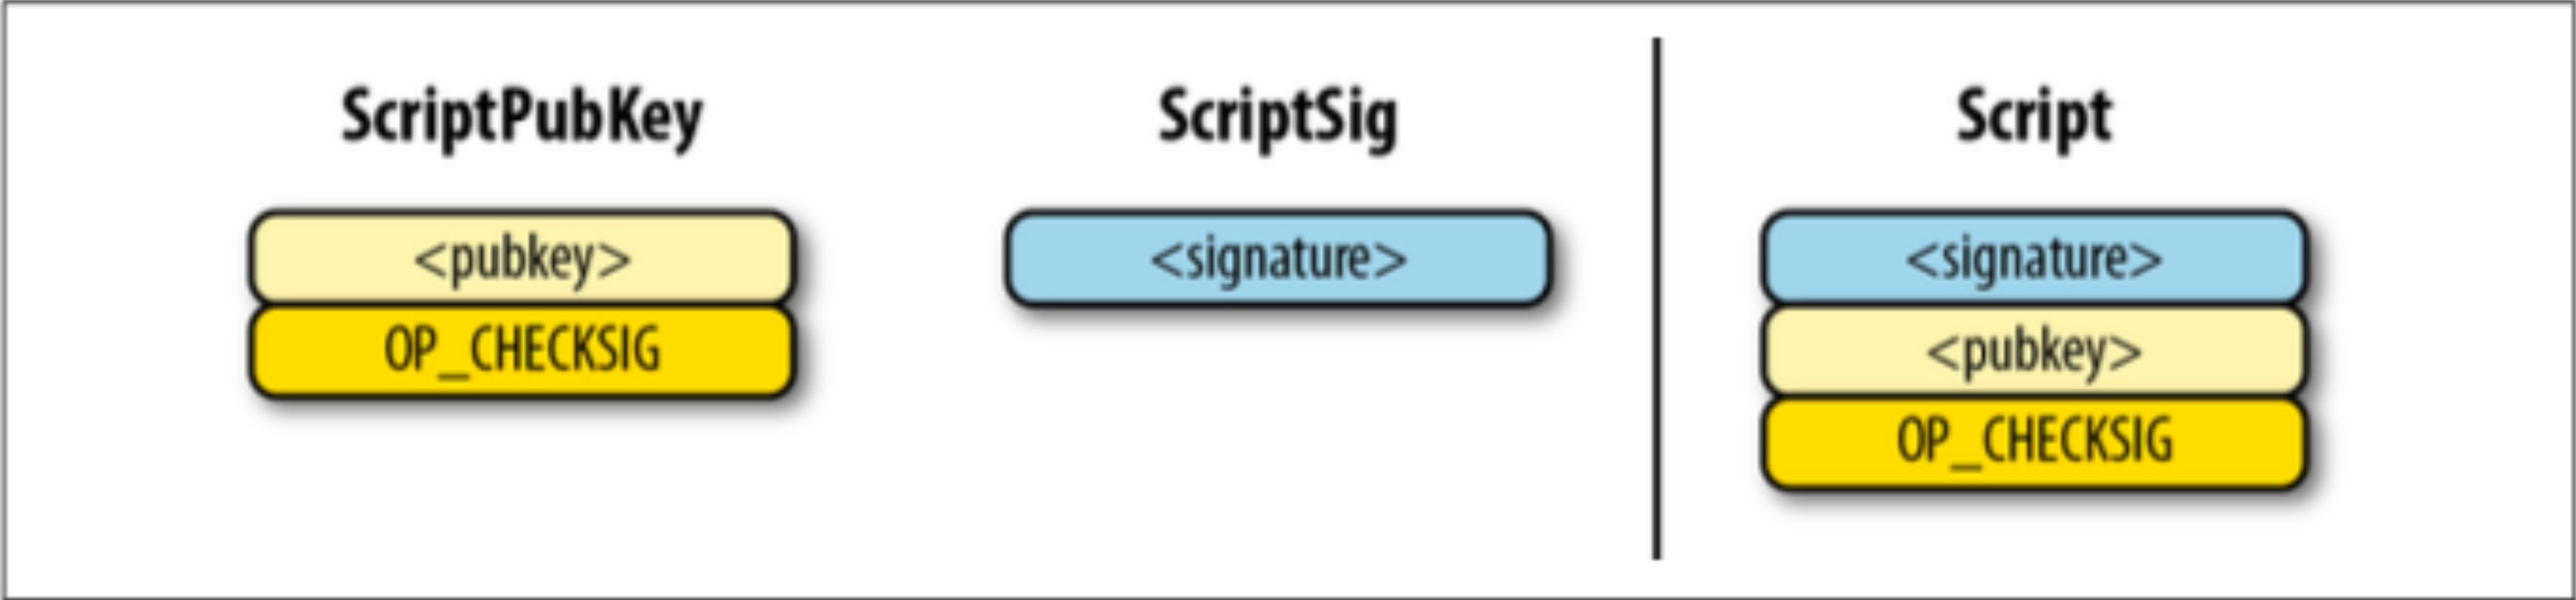 ScriptPubKey
<pubkey>
OP_CHECKSIG
ScriptSig
<signature>
Script
<signature>
<pubkey>
OP_CHECKSIG